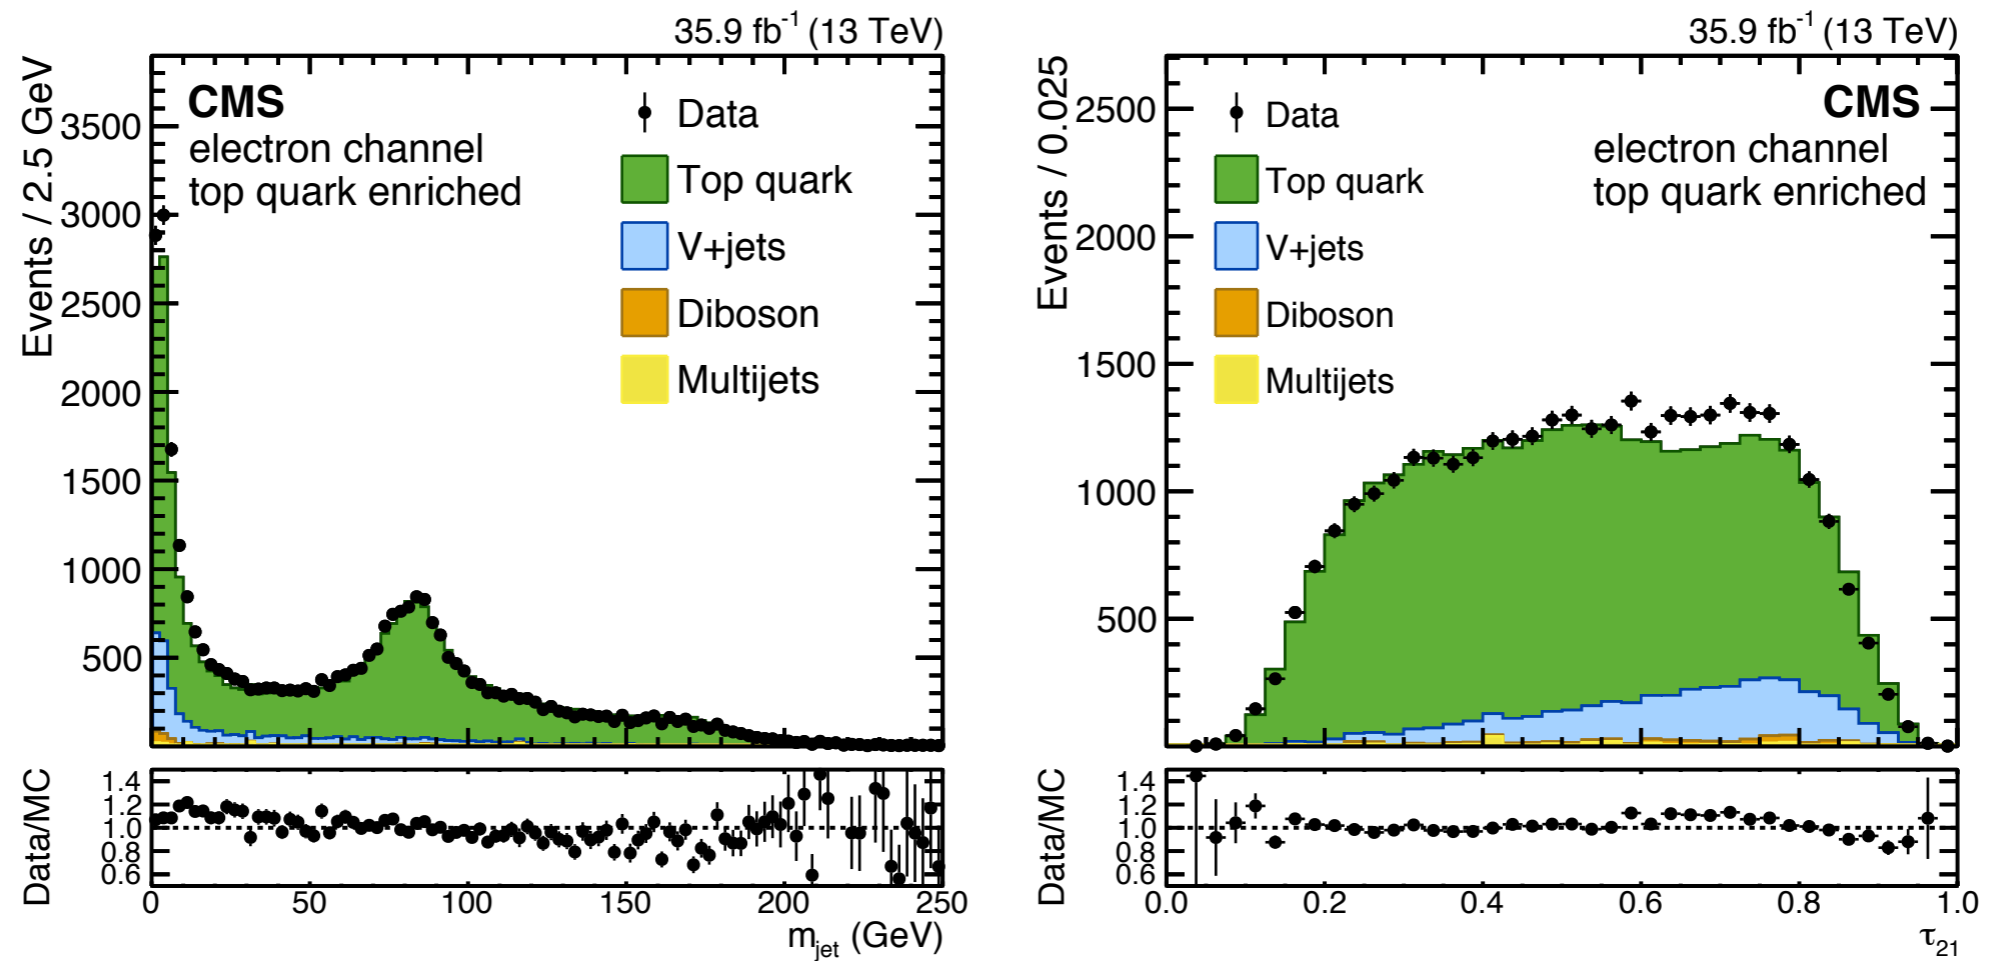 35.9 fb⁻¹ (13 TeV)
Events / 2.5 GeV
CMS
electron channel
top quark enriched
Data
Top quark
V+jets
Diboson
Multijets
3500
3000
2500
2000
1500
1000
500
Data/MC
1.4
1.2
1.0
0.8
0.6
0 50 100 150 200 250
m_jet (GeV)
35.9 fb⁻¹ (13 TeV)
Events / 0.025
CMS
electron channel
top quark enriched
Data
Top quark
V+jets
Diboson
Multijets
2500
2000
1500
1000
500
Data/MC
1.4
1.2
1.0
0.8
0.6
0.0 0.2 0.4 0.6 0.8 1.0
τ₂₁